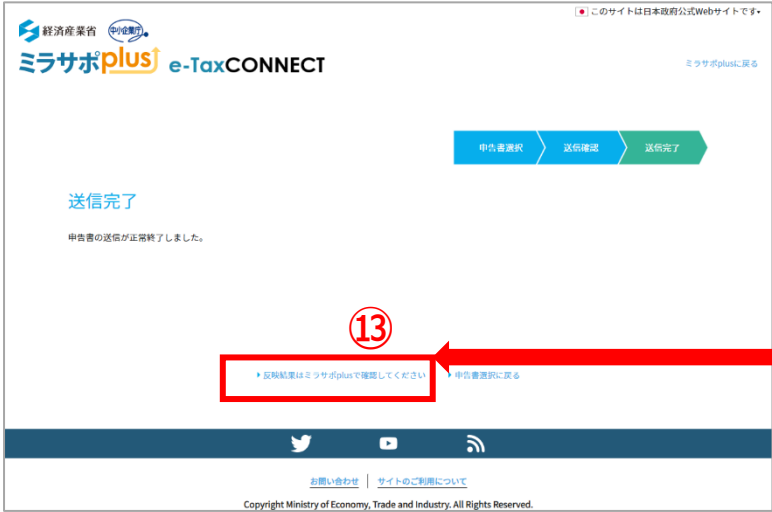 このサイトは日本政府公式Webサイトです▾
経済産業省 中小企業庁
ミラサポplus e-TaxCONNECT
ミラサポplusに戻る
申告書選択 送信確認 送信完了
送信完了
申告書の送信が正常終了しました。
⑬
反映結果はミラサポplusで確認してください 申告書選択に戻る
お問い合わせ サイトのご利用について
Copyright Ministry of Economy, Trade and Industry. All Rights Reserved.